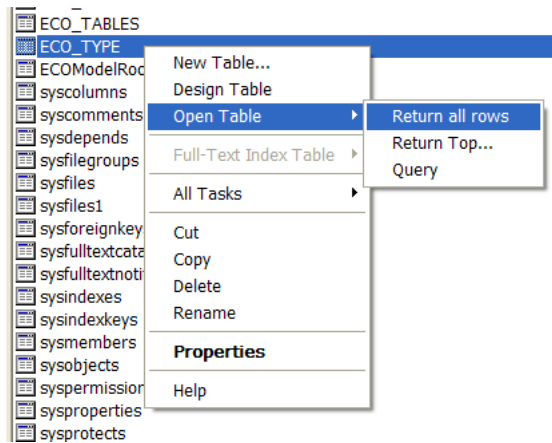 ECO_TABLES
ECO_TYPE
ECOModelRoo
syscolumns
syscomments
sysdepends
sysfilegroups
sysfiles
sysfiles1
sysforeignkey
sysfulltextcata
sysfulltextnoti
sysindexes
sysindexkeys
sysmembers
sysobjects
syspermission
sysproperties
sysprotects
New Table...
Design Table
Open Table
Full-Text Index Table
All Tasks
Cut
Copy
Delete
Rename
Properties
Help
Return all rows
Return Top...
Query